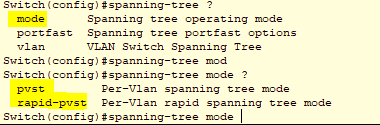 Switch(config)#spanning-tree ?
mode Spanning tree operating mode
portfast Spanning tree portfast options
vlan VLAN Switch Spanning Tree
Switch(config)#spanning-tree mod
Switch(config)#spanning-tree mode ?
pvst Per-Vlan spanning tree mode
rapid-pvst Per-Vlan rapid spanning tree mode
Switch(config)#spanning-tree mode